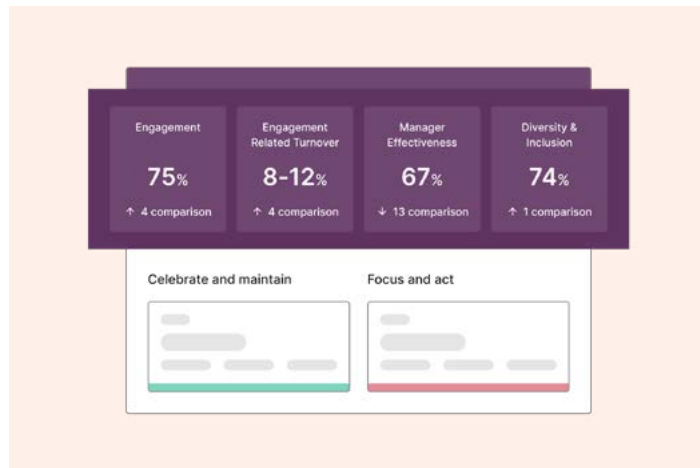 Engagement
75%
↑ 4 comparison
Engagement
Related Turnover
8-12%
↑ 4 comparison
Manager
Effectiveness
67%
↓ 13 comparison
Diversity &
Inclusion
74%
↑ 1 comparison
Celebrate and maintain
Focus and act